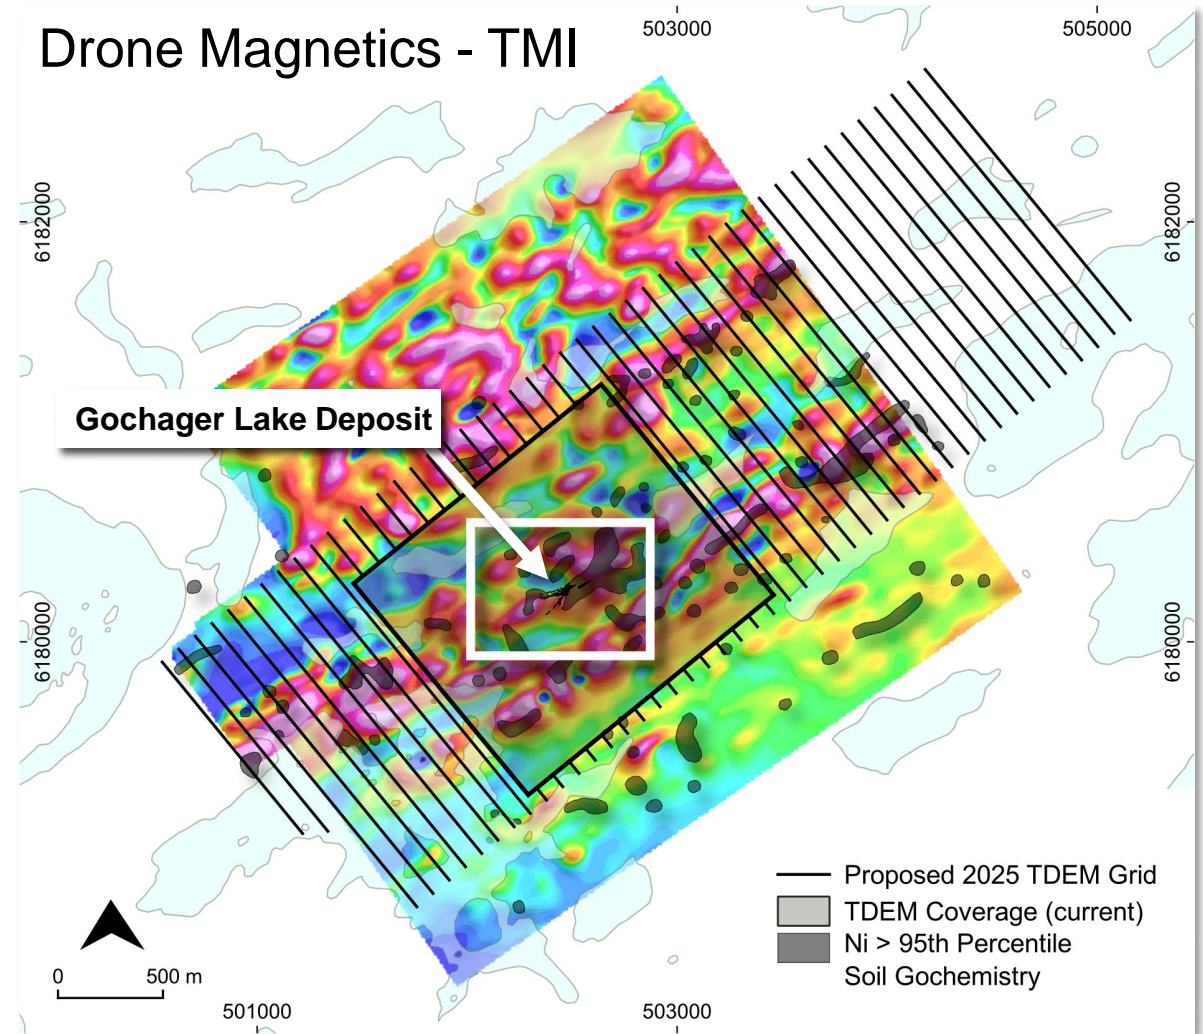 Drone Magnetics - TMI
503000
505000
6182000
6182000
Gochager Lake Deposit
6180000
6180000
Proposed 2025 TDEM Grid
TDEM Coverage (current)
Ni > 95th Percentile
Soil Gochemistry
0 500 m
501000
503000